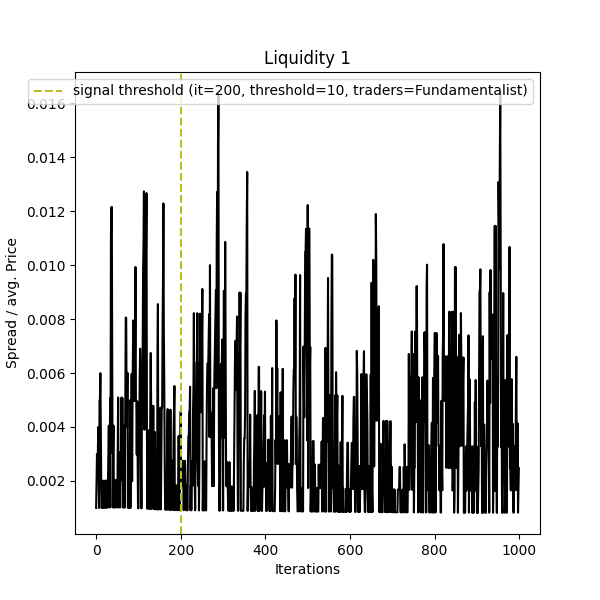 Liquidity 1
signal threshold (it=200, threshold=10, traders=Fundamentalist)
0.016
0.014
0.012
0.010
0.008
0.006
0.004
0.002
Spread / avg. Price
0 200 400 600 800 1000
Iterations